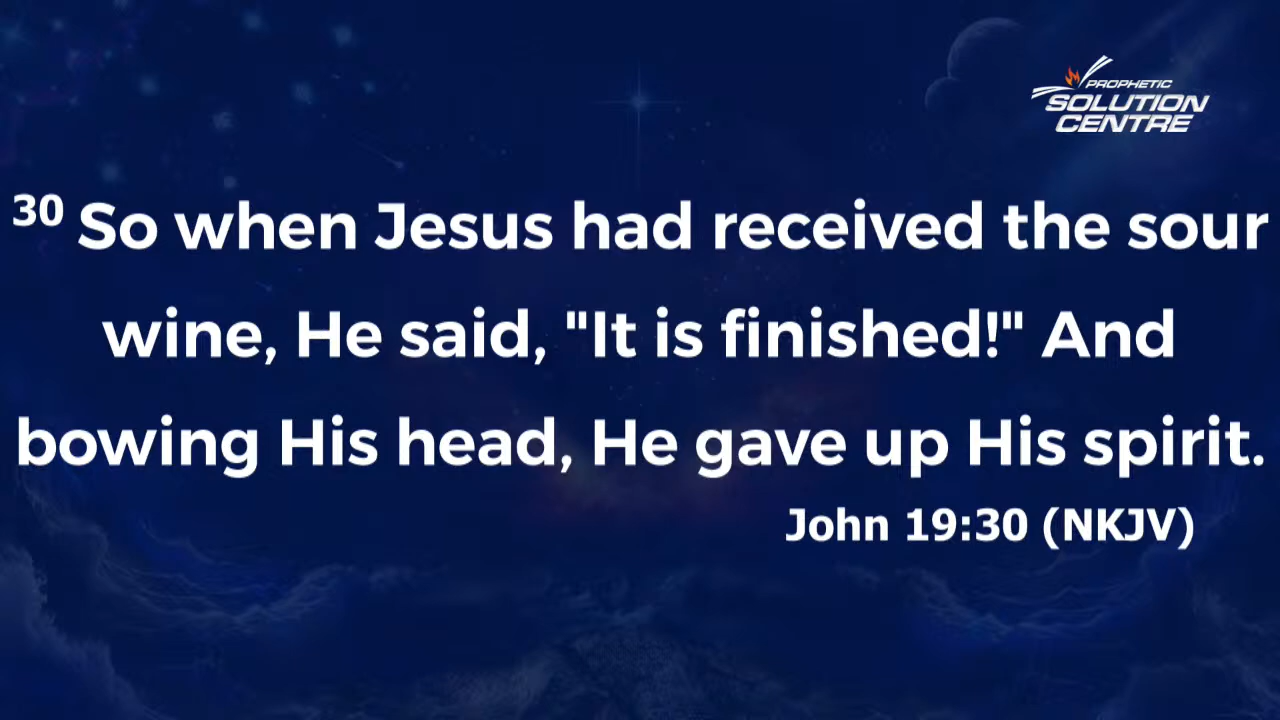 PROPHETIC
SOLUTION
CENTRE
30 So when Jesus had received the sour
wine, He said, "It is finished!" And
bowing His head, He gave up His spirit.
John 19:30 (NKJV)